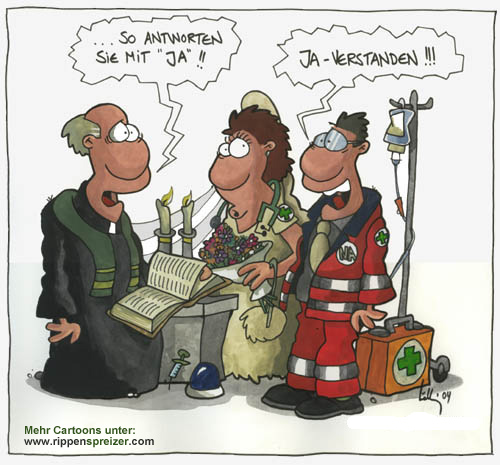 ... SO ANTWORTEN
SIE MIT "JA" !!
JA - VERSTANDEN !!!
NA
Mehr Cartoons unter:
www.rippenspreizer.com